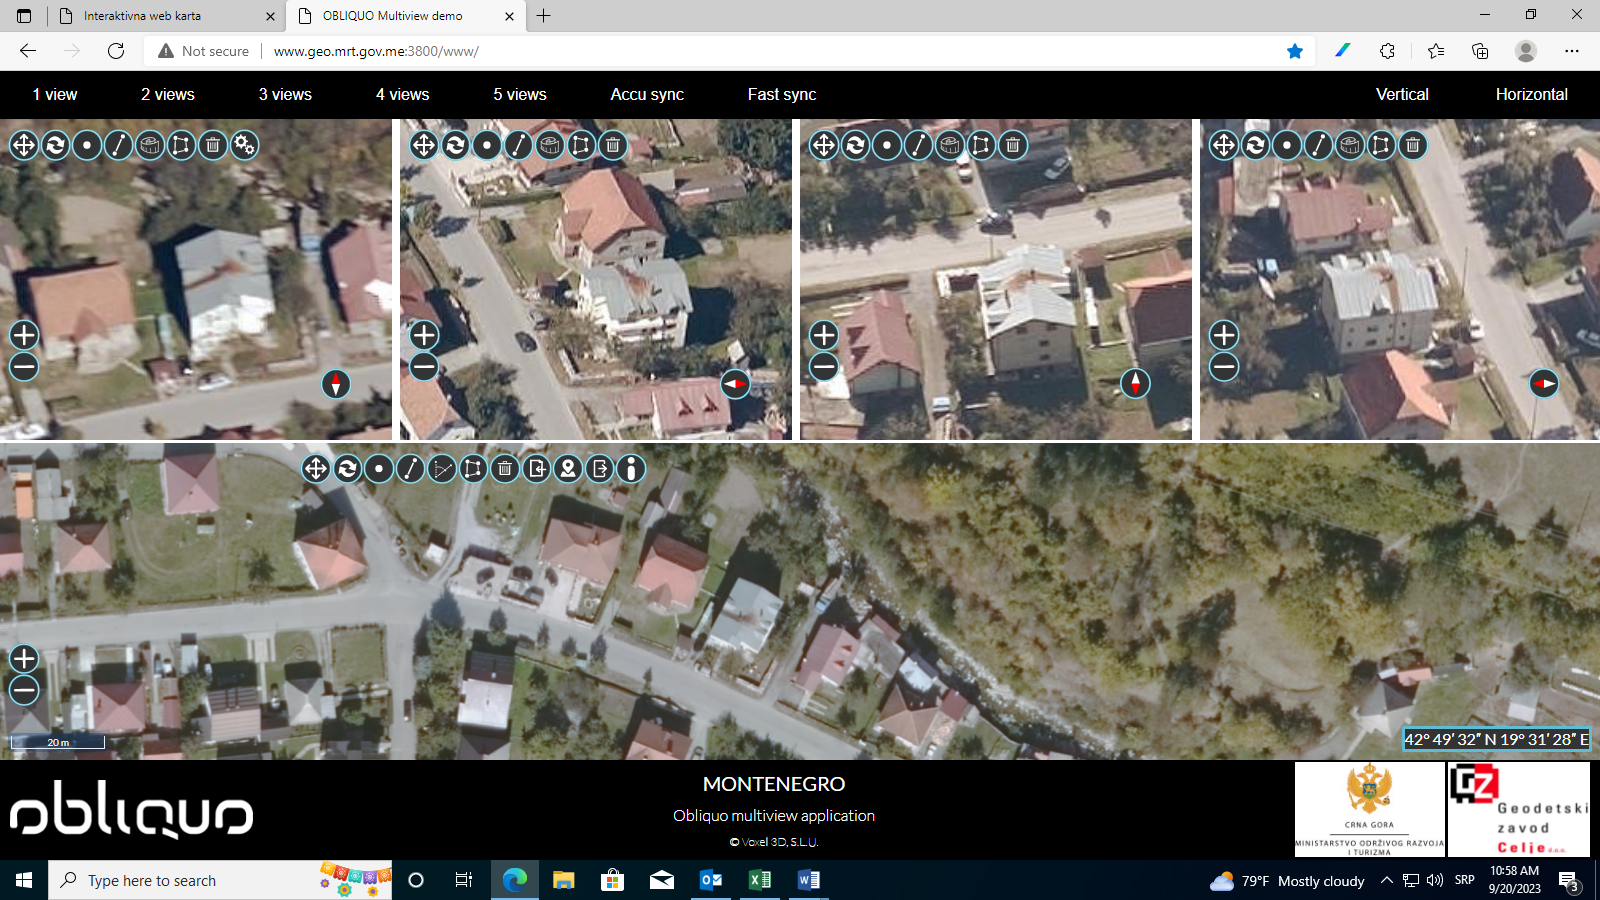 Interaktivna web karta
OBLIQUO Multiview demo
Not secure
www.geo.mrt.gov.me:3800/www/
1 view
2 views
3 views
4 views
5 views
Accu sync
Fast sync
Vertical
Horizontal
20 m
42° 49′ 32″ N 19° 31′ 28″ E
obliquo
MONTENEGRO
Obliquo multiview application
© Voxel 3D, S.L.U.
CRNA GORA
MINISTARSTVO ODRŽIVOG RAZVOJA
I TURIZMA
GZ
Geodetski
zavod
Celje d.o.o.
Type here to search
79°F Mostly cloudy
SRP
10:58 AM
9/20/2023
3